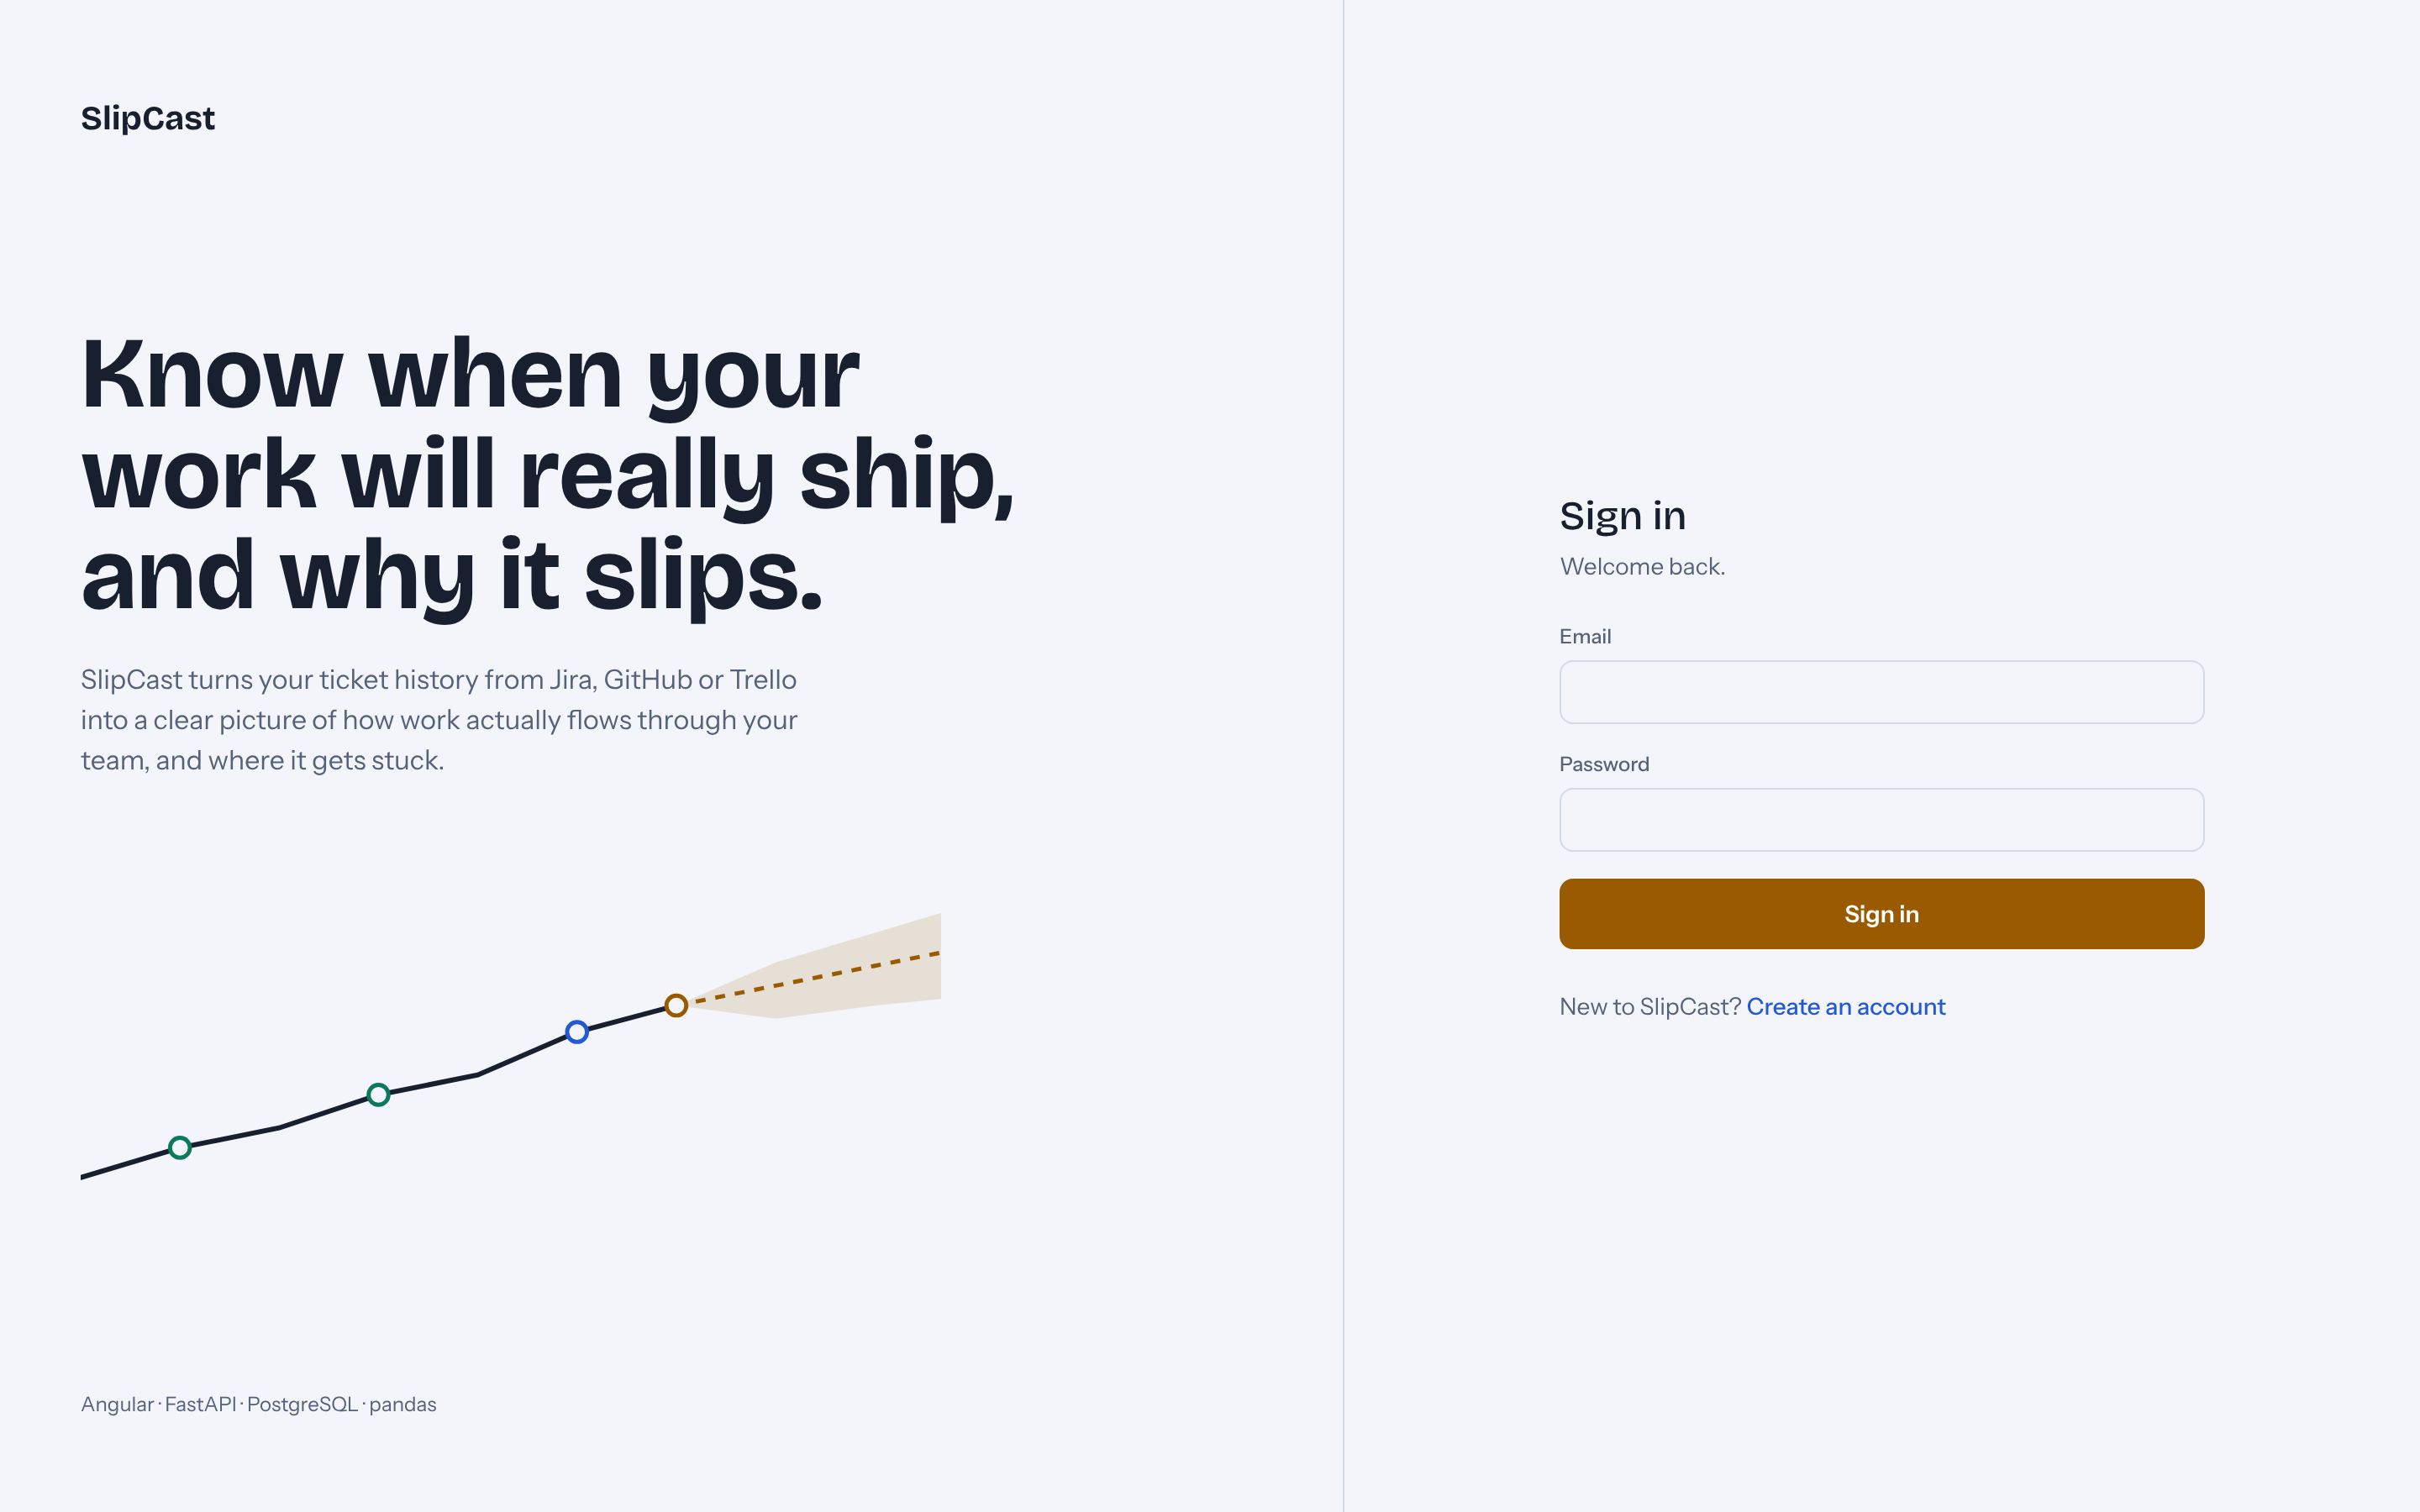 SlipCast
Know when your
work will really ship,
and why it slips.
SlipCast turns your ticket history from Jira, GitHub or Trello
into a clear picture of how work actually flows through your
team, and where it gets stuck.
Angular · FastAPI · PostgreSQL · pandas
Sign in
Welcome back.
Email
Password
Sign in
New to SlipCast? Create an account